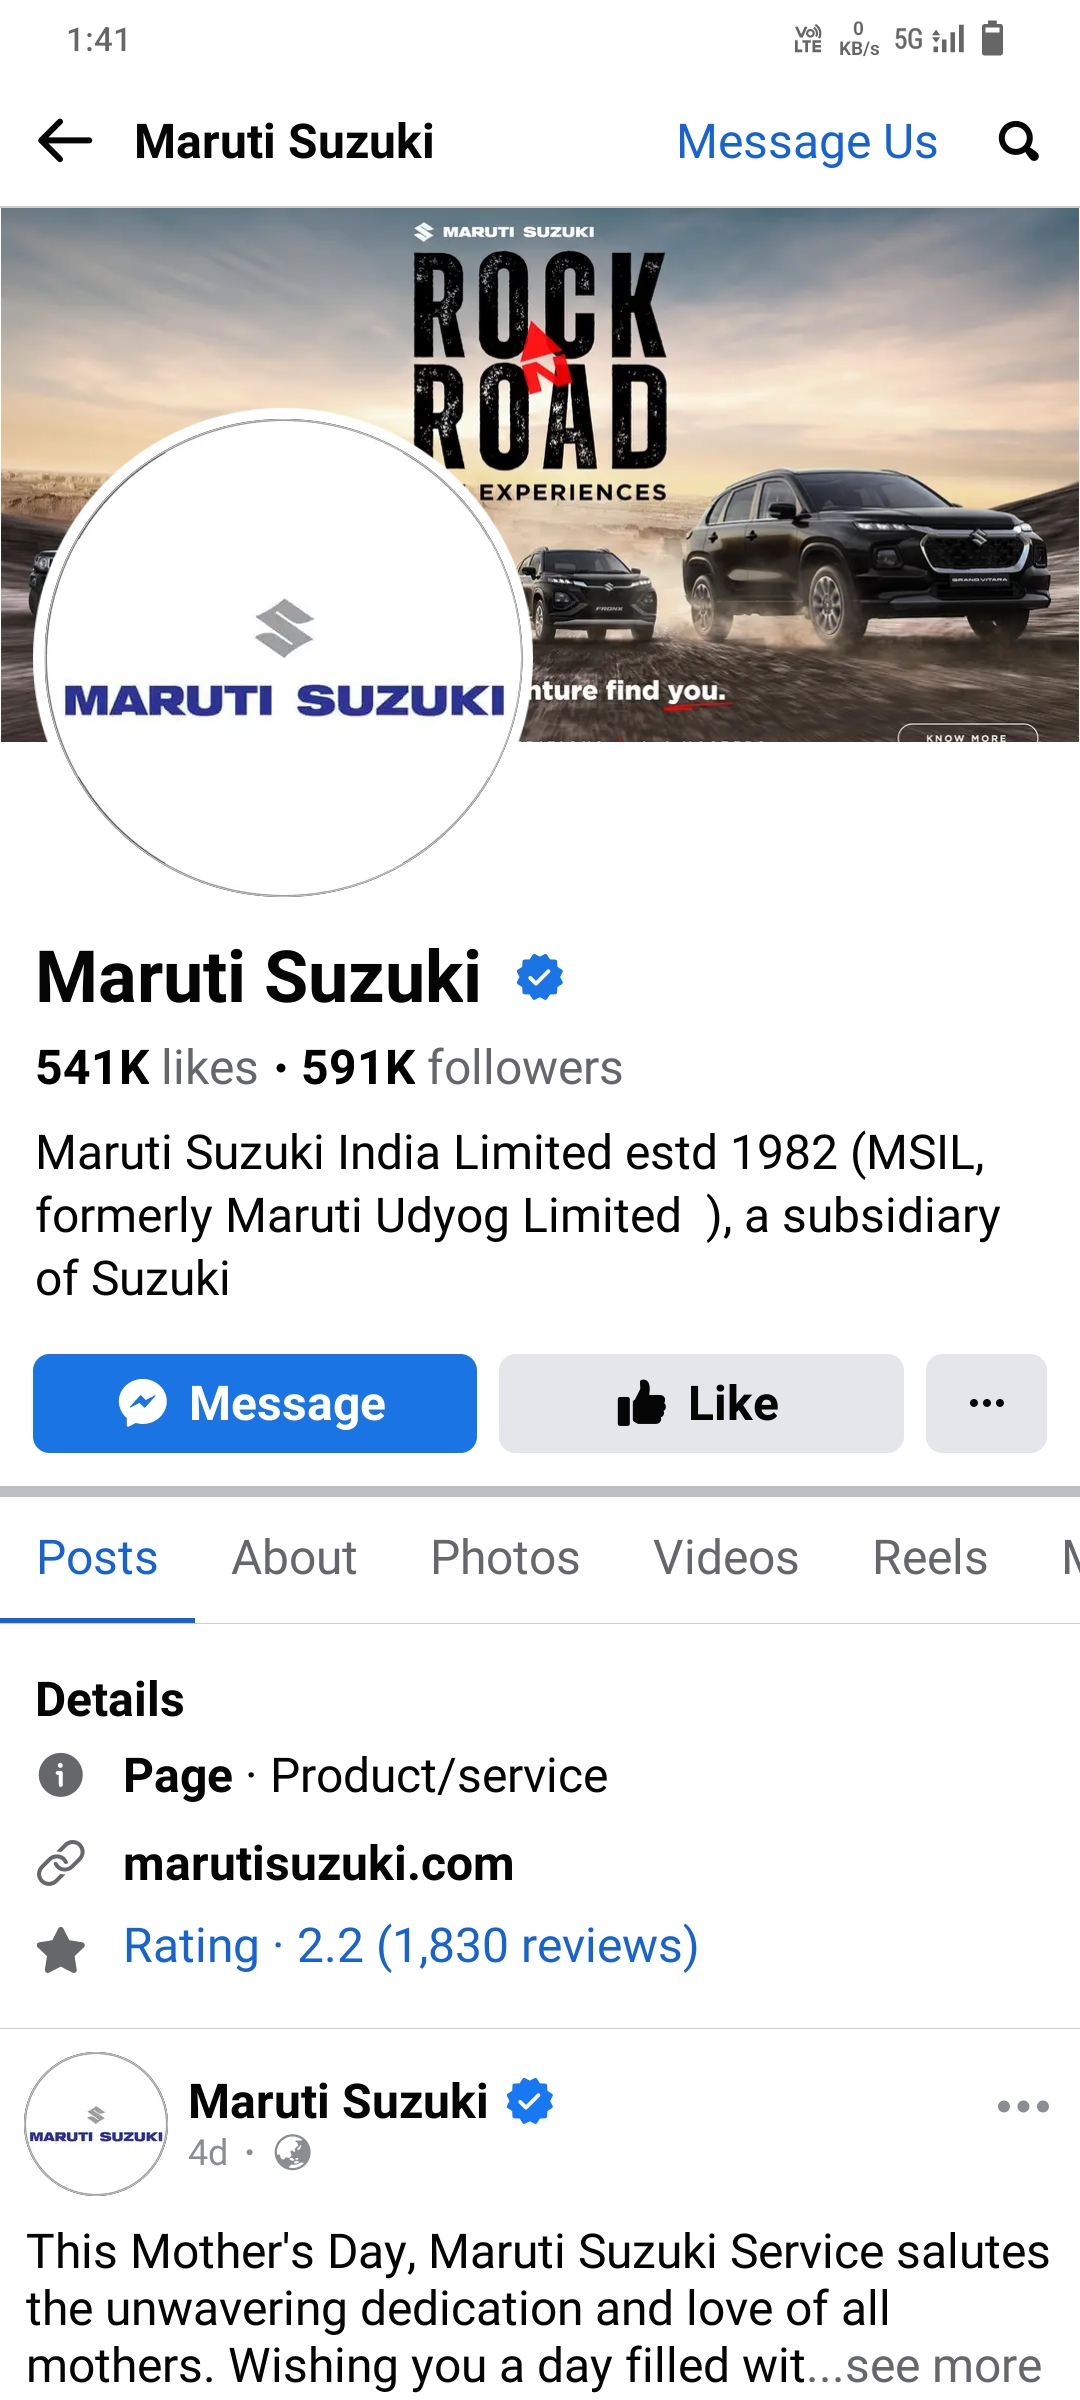 1:41
Vo)) LTE
0 KB/s
5G
Maruti Suzuki
Message Us
MARUTI SUZUKI
ROCK
N
ROAD
EXPERIENCES
FRONX
GRAND VITARA
MARUTI SUZUKI
find you.
KNOW MORE
Maruti Suzuki
541K likes • 591K followers
Maruti Suzuki India Limited estd 1982 (MSIL,
formerly Maruti Udyog Limited  ), a subsidiary
of Suzuki
Message
Like
Posts About Photos Videos Reels
Details
Page · Product/service
marutisuzuki.com
Rating · 2.2 (1,830 reviews)
MARUTI SUZUKI
Maruti Suzuki
4d ·
This Mother's Day, Maruti Suzuki Service salutes
the unwavering dedication and love of all
mothers. Wishing you a day filled wit...see more